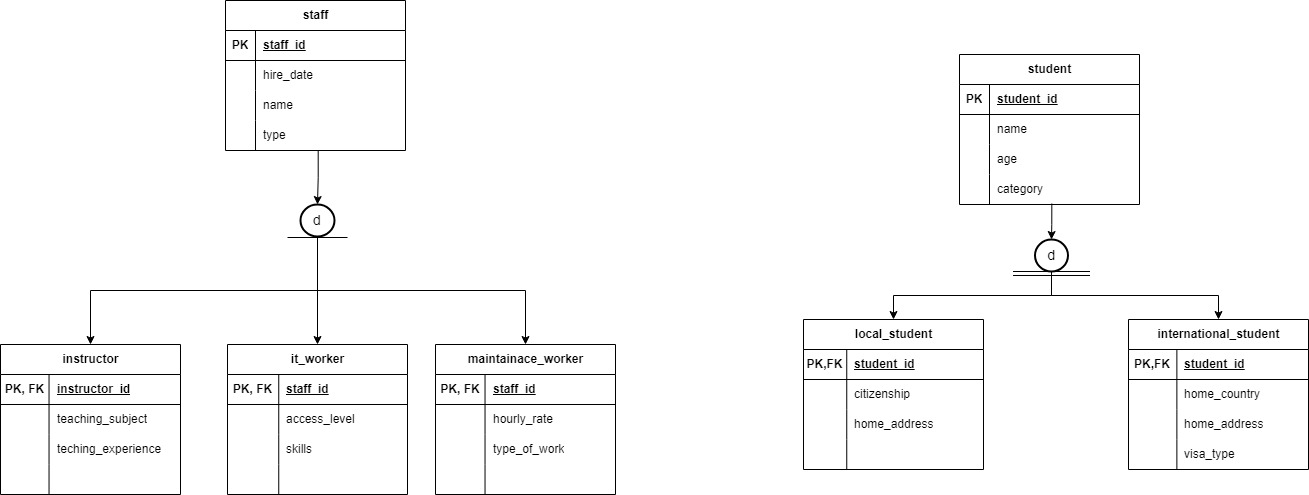 staff
PK staff_id
hire_date
name
type
d
instructor
PK, FK instructor_id
teaching_subject
teching_experience
it_worker
PK, FK staff_id
access_level
skills
maintainace_worker
PK, FK staff_id
hourly_rate
type_of_work
student
PK student_id
name
age
category
d
local_student
PK,FK student_id
citizenship
home_address
international_student
PK,FK student_id
home_country
home_address
visa_type